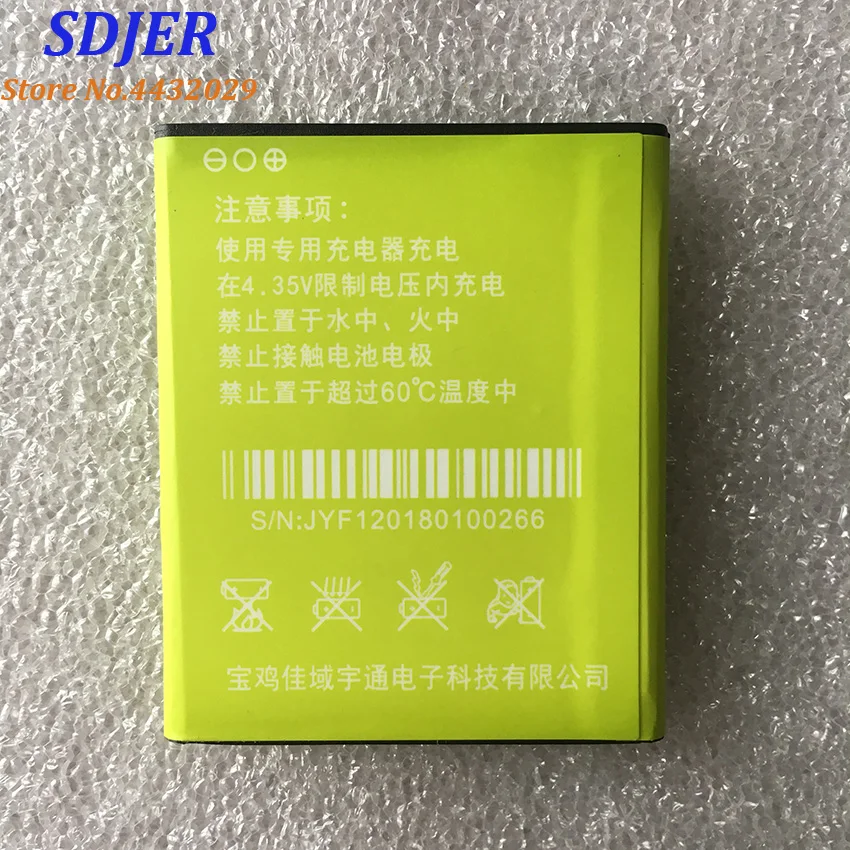 SDJER
Store No.4432029
注意事项：
使用专用充电器充电
在4.35V限制电压内充电
禁止置于水中、火中
禁止接触电池电极
禁止置于超过60℃温度中
S/N:JYF120180100266
宝鸡佳域宇通电子科技有限公司